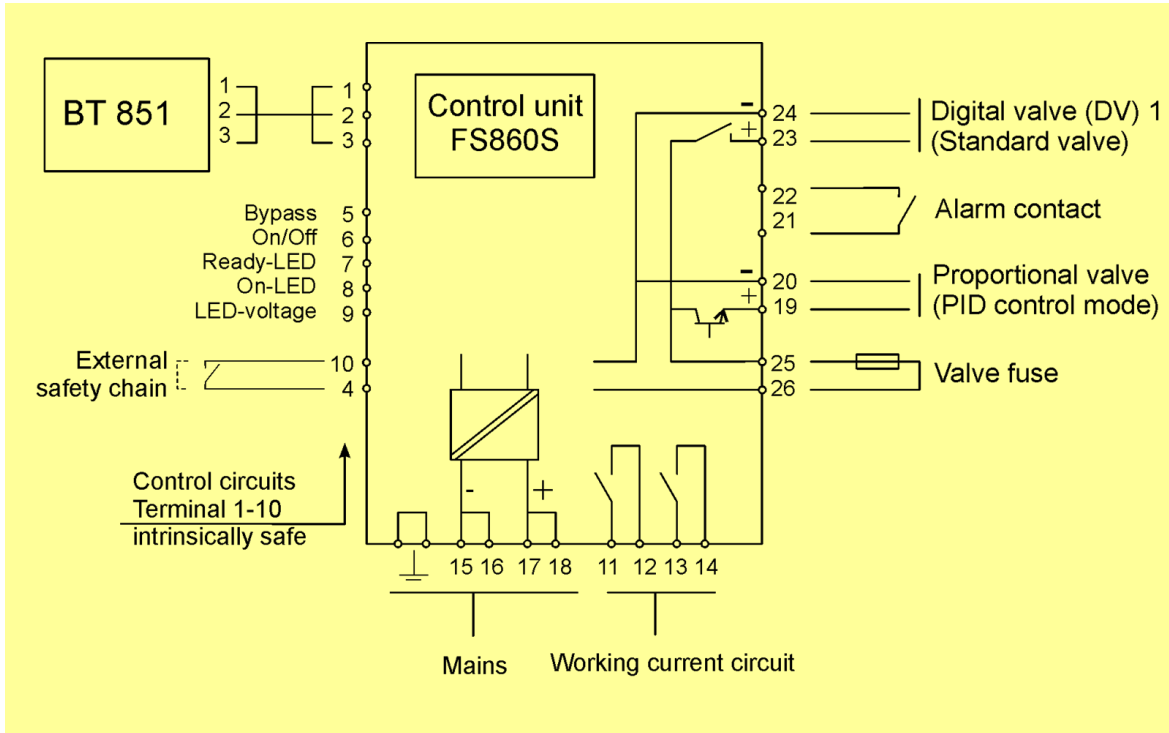 BT 851
1
2
3
1
2
3
Control unit
FS860S
Bypass 5
On/Off 6
Ready-LED 7
On-LED 8
LED-voltage 9
External
safety chain
10
4
Control circuits
Terminal 1-10
intrinsically safe
- 24
+ 23
Digital valve (DV) 1
(Standard valve)
22
21
Alarm contact
- 20
+ 19
Proportional valve
(PID control mode)
25
26
Valve fuse
- +
15 16 17 18 11 12 13 14
Mains
Working current circuit